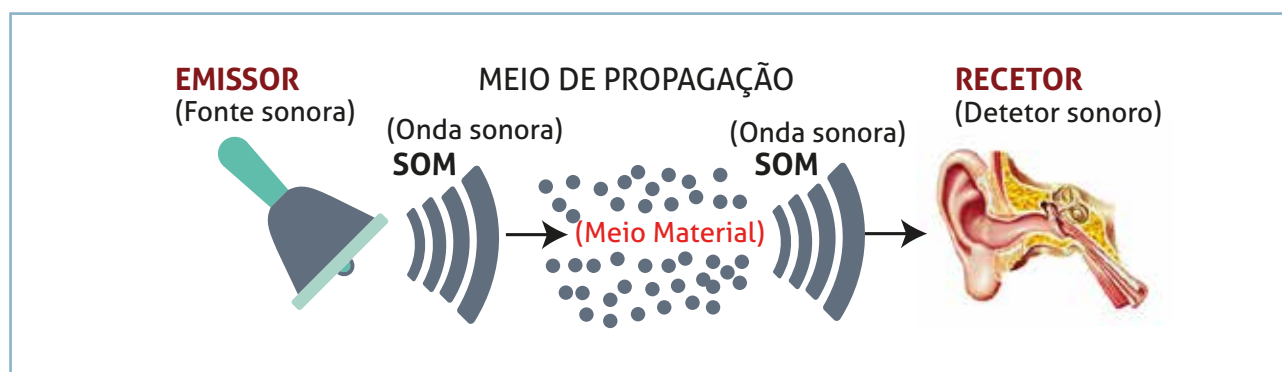 EMISSOR
(Fonte sonora)
(Onda sonora)
SOM
MEIO DE PROPAGAÇÃO
(Meio Material)
(Onda sonora)
SOM
RECETOR
(Detetor sonoro)